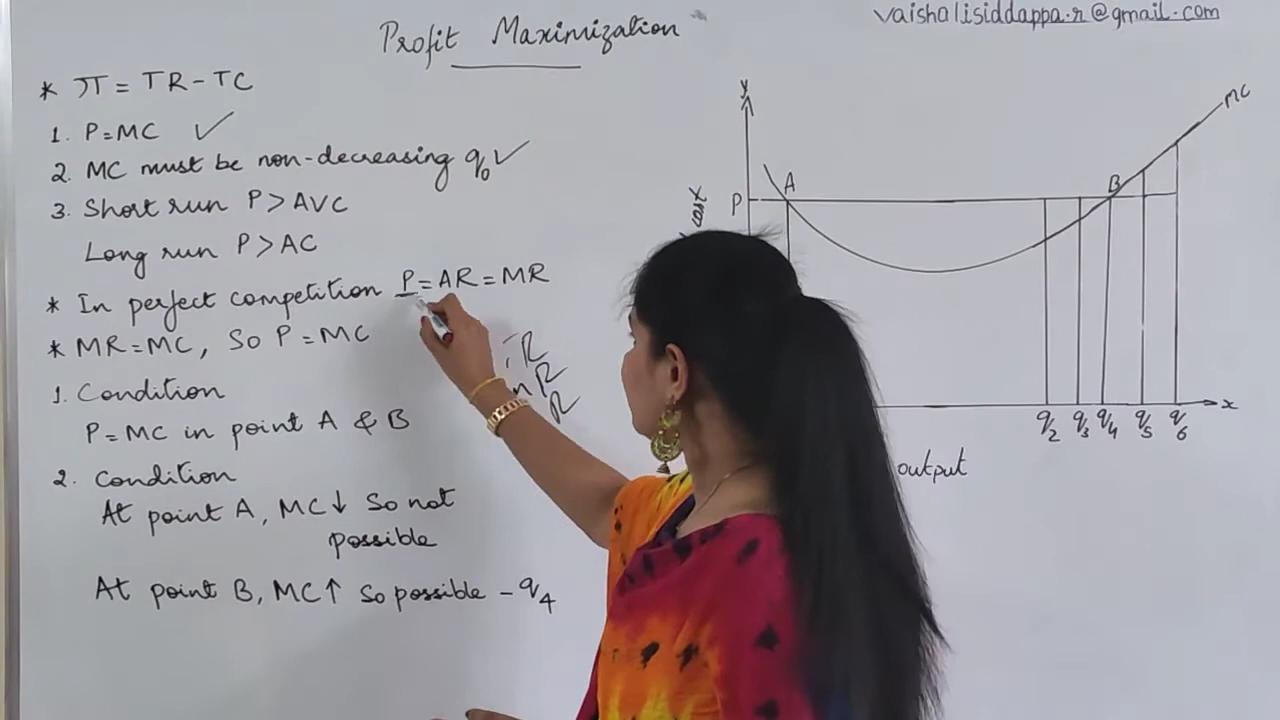 Profit Maximization
vaishalisiddappa.r@gmail.com
* π = TR - TC
1. P=MC ✓
2. MC must be non-decreasing q₀ ✓
3. Short run P > AVC
Long run P > AC
* In perfect competition P = AR = MR
* MR = MC, So P = MC
1. Condition
P = MC in point A & B
2. Condition
At point A, MC ↓ So not
possible
At point B, MC ↑ So possible - q₄
R
R
R
y
MC
P
A
B
q₂ q₃ q₄ q₅ q₆
x
output